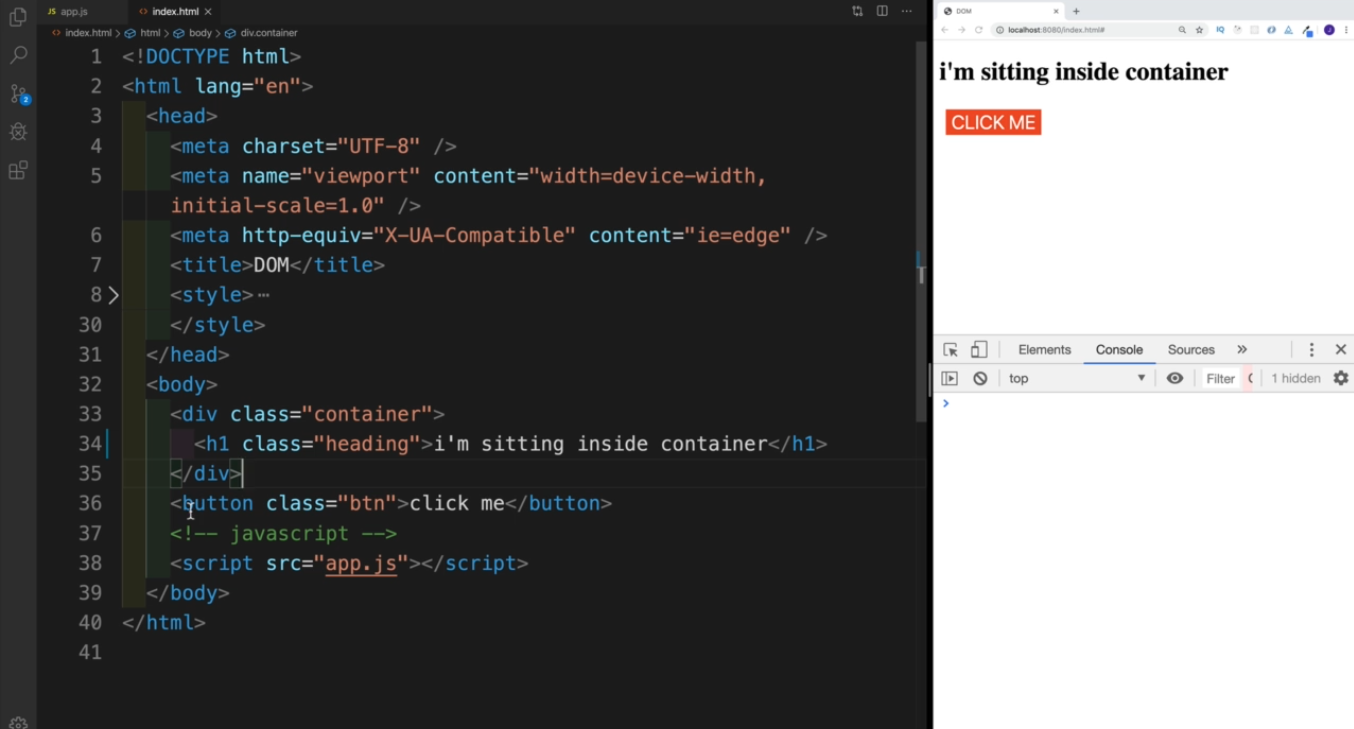 app.js
index.html
index.html > html > body > div.container
1 <!DOCTYPE html>
2 <html lang="en">
3 <head>
4 <meta charset="UTF-8" />
5 <meta name="viewport" content="width=device-width,
initial-scale=1.0" />
6 <meta http-equiv="X-UA-Compatible" content="ie=edge" />
7 <title>DOM</title>
8 <style>…
30 </style>
31 </head>
32 <body>
33 <div class="container">
34 <h1 class="heading">i'm sitting inside container</h1>
35 </div>
36 <button class="btn">click me</button>
37 <!-- javascript -->
38 <script src="app.js"></script>
39 </body>
40 </html>
41
2
DOM
localhost:8080/index.html#
IQ
i'm sitting inside container
CLICK ME
Elements Console Sources
top Filter 1 hidden